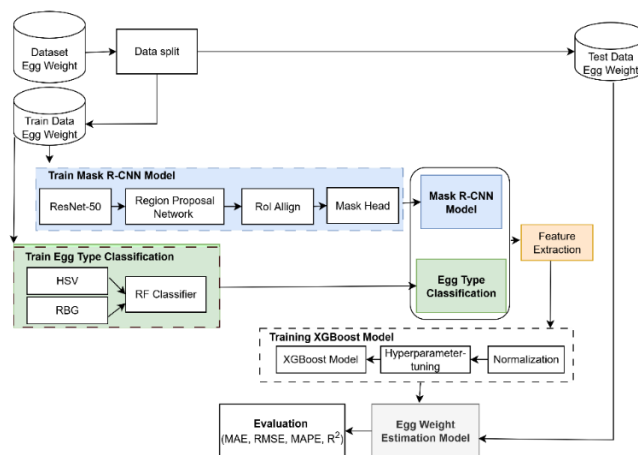 Dataset
Egg Weight
Data split
Test Data
Egg Weight
Train Data
Egg Weight
Train Mask R-CNN Model
ResNet-50
Region Proposal
Network
RoI Allign
Mask Head
Mask R-CNN
Model
Train Egg Type Classification
HSV
RBG
RF Classifier
Egg Type
Classification
Feature
Extraction
Training XGBoost Model
XGBoost Model
Hyperparameter-
tuning
Normalization
Evaluation
(MAE, RMSE, MAPE, R²)
Egg Weight
Estimation Model